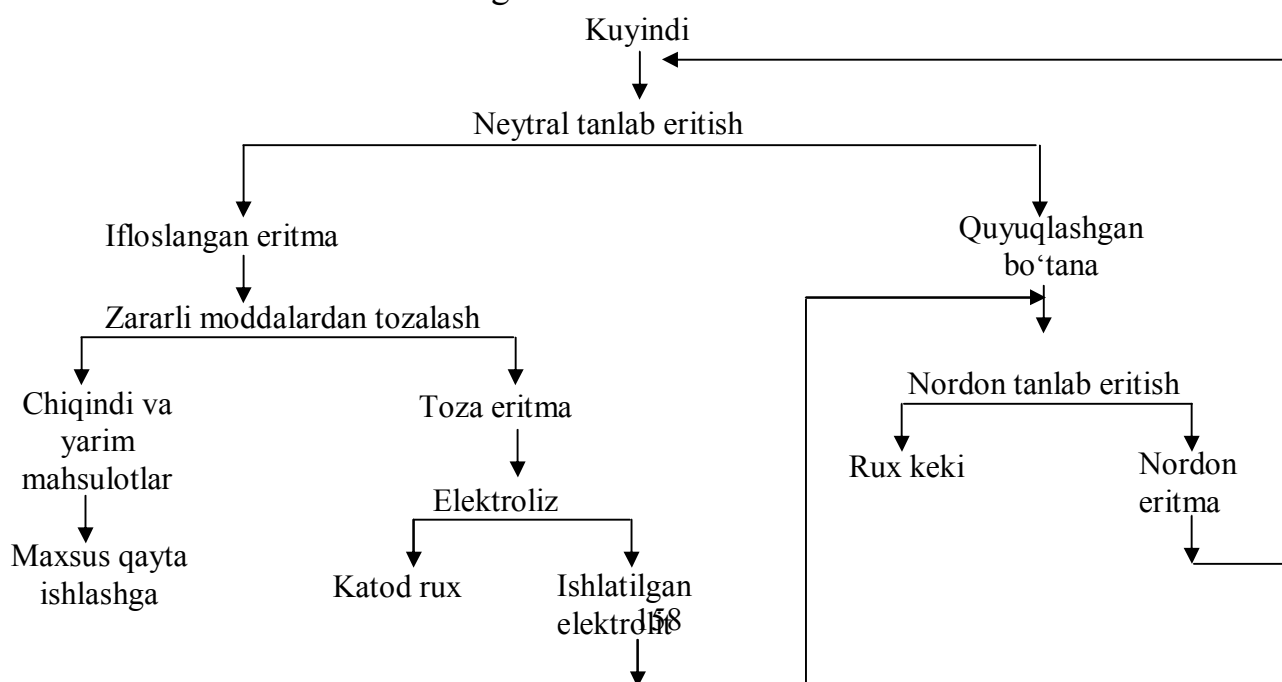 Kuyindi
Neytral tanlab eritish
Ifloslangan eritma
Quyuqlashgan
bo‘tana
Zararli moddalardan tozalash
Chiqindi va
yarim
mahsulotlar
Toza eritma
Nordon tanlab eritish
Rux keki
Nordon
eritma
Elektroliz
Maxsus qayta
ishlashga
Katod rux
Ishlatilgan
elektrolit
158